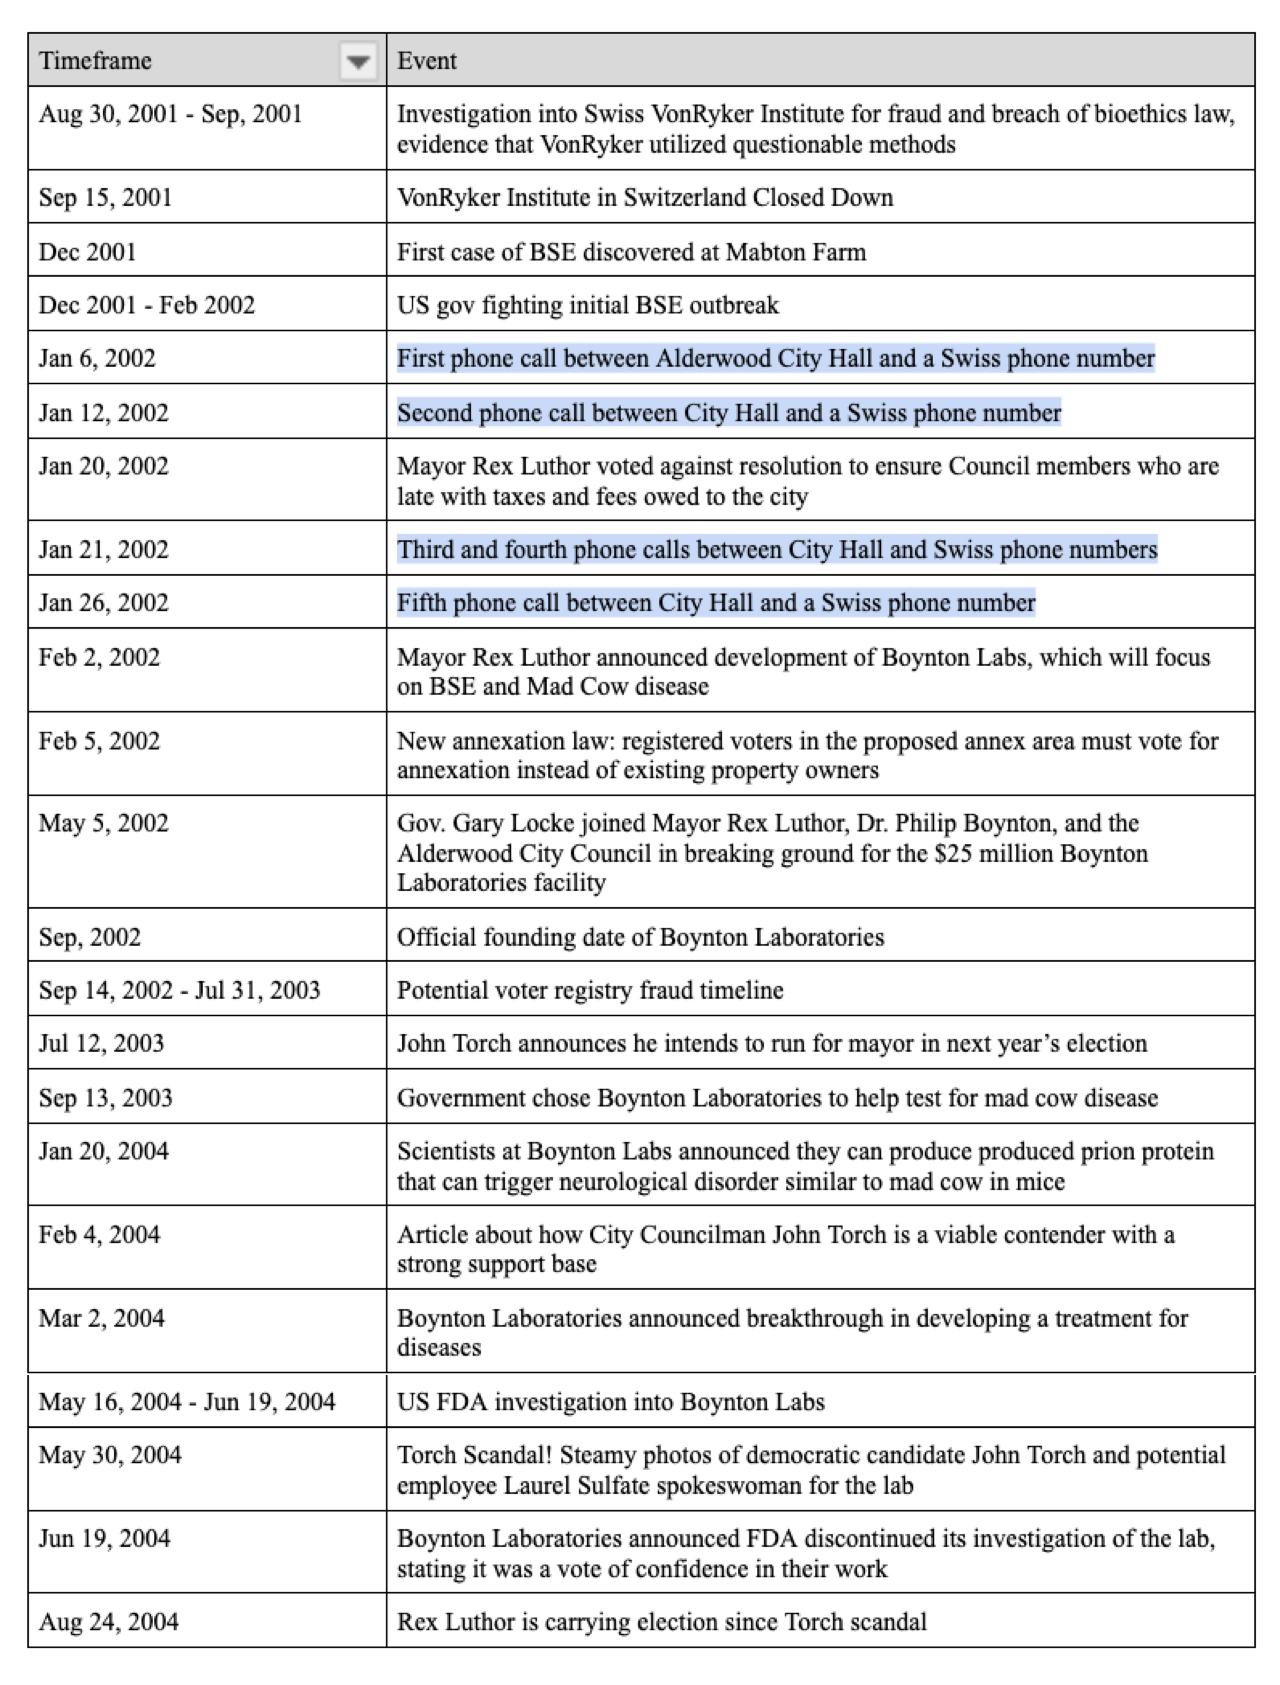 Timeframe
Event
Aug 30, 2001 - Sep, 2001
Investigation into Swiss VonRyker Institute for fraud and breach of bioethics law,
evidence that VonRyker utilized questionable methods
Sep 15, 2001
VonRyker Institute in Switzerland Closed Down
Dec 2001
First case of BSE discovered at Mabton Farm
Dec 2001 - Feb 2002
US gov fighting initial BSE outbreak
Jan 6, 2002
First phone call between Alderwood City Hall and a Swiss phone number
Jan 12, 2002
Second phone call between City Hall and a Swiss phone number
Jan 20, 2002
Mayor Rex Luthor voted against resolution to ensure Council members who are
late with taxes and fees owed to the city
Jan 21, 2002
Third and fourth phone calls between City Hall and Swiss phone numbers
Jan 26, 2002
Fifth phone call between City Hall and a Swiss phone number
Feb 2, 2002
Mayor Rex Luthor announced development of Boynton Labs, which will focus
on BSE and Mad Cow disease
Feb 5, 2002
New annexation law: registered voters in the proposed annex area must vote for
annexation instead of existing property owners
May 5, 2002
Gov. Gary Locke joined Mayor Rex Luthor, Dr. Philip Boynton, and the
Alderwood City Council in breaking ground for the $25 million Boynton
Laboratories facility
Sep, 2002
Official founding date of Boynton Laboratories
Sep 14, 2002 - Jul 31, 2003
Potential voter registry fraud timeline
Jul 12, 2003
John Torch announces he intends to run for mayor in next year’s election
Sep 13, 2003
Government chose Boynton Laboratories to help test for mad cow disease
Jan 20, 2004
Scientists at Boynton Labs announced they can produce produced prion protein
that can trigger neurological disorder similar to mad cow in mice
Feb 4, 2004
Article about how City Councilman John Torch is a viable contender with a
strong support base
Mar 2, 2004
Boynton Laboratories announced breakthrough in developing a treatment for
diseases
May 16, 2004 - Jun 19, 2004
US FDA investigation into Boynton Labs
May 30, 2004
Torch Scandal! Steamy photos of democratic candidate John Torch and potential
employee Laurel Sulfate spokeswoman for the lab
Jun 19, 2004
Boynton Laboratories announced FDA discontinued its investigation of the lab,
stating it was a vote of confidence in their work
Aug 24, 2004
Rex Luthor is carrying election since Torch scandal